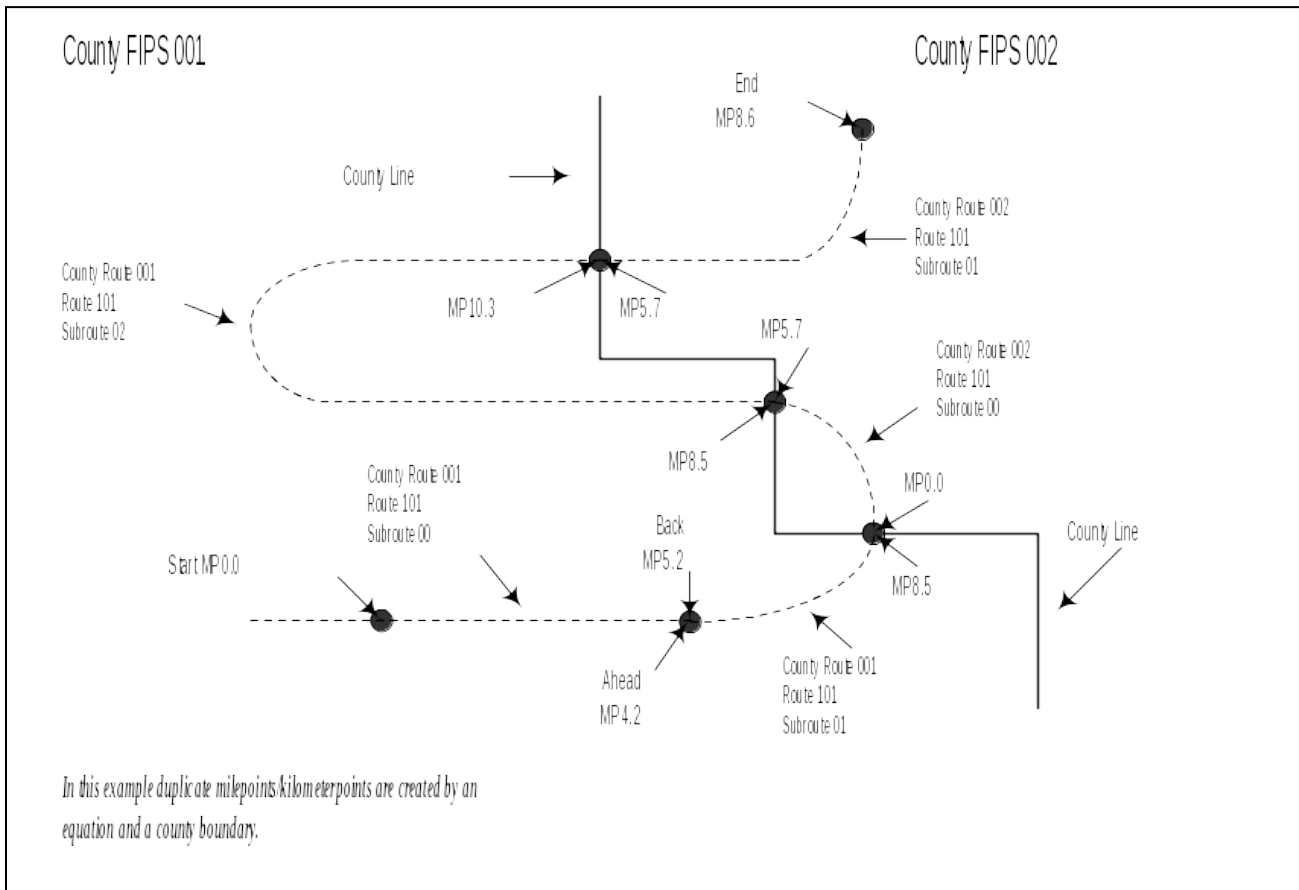 County FIPS 001
County FIPS 002
End
MP8.6
County Line
County Route 002
Route 101
Subroute 01
County Route 001
Route 101
Subroute 02
MP10.3
MP5.7
MP5.7
County Route 002
Route 101
Subroute 00
MP8.5
County Route 001
Route 101
Subroute 00
MP0.0
Back
MP5.2
County Line
Start MP0.0
MP8.5
Ahead
MP4.2
County Route 001
Route 101
Subroute 01
In this example duplicate milepoints/kilometerpoints are created by an
equation and a county boundary.